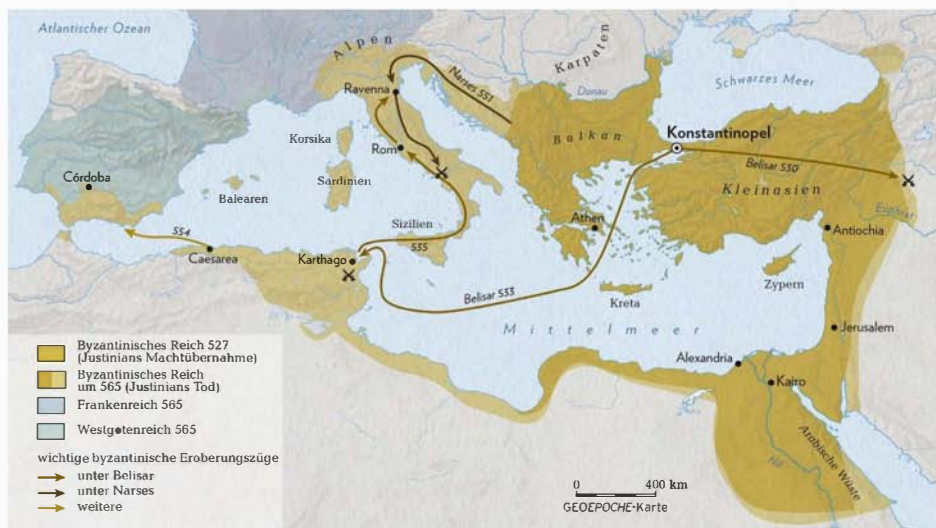 Atlantischer Ozean
Alpen
Karpaten
Ravenna
Narses 551
Donau
Schwarzes Meer
Korsika
Balkan
Konstantinopel
Rom
Belisar 530
Córdoba
Sardinien
Kleinasien
Balearen
Euphrat
Sizilien
Athen
554
535
Antiochia
Caesarea
Karthago
Zypern
Belisar 533
Kreta
Mittelmeer
Jerusalem
Alexandria
Kairo
Nil
Arabische Wüste
Byzantinisches Reich 527
(Justinians Machtübernahme)
Byzantinisches Reich
um 565 (Justinians Tod)
Frankenreich 565
Westgotenreich 565
wichtige byzantinische Eroberungszüge
unter Belisar
unter Narses
weitere
0 400 km
GEOEPOCHE-Karte